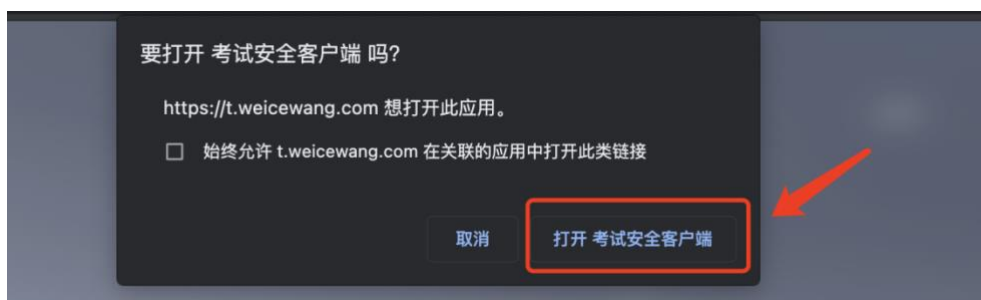 要打开 考试安全客户端 吗?
https://t.weicewang.com 想打开此应用。
始终允许 t.weicewang.com 在关联的应用中打开此类链接
取消
打开 考试安全客户端